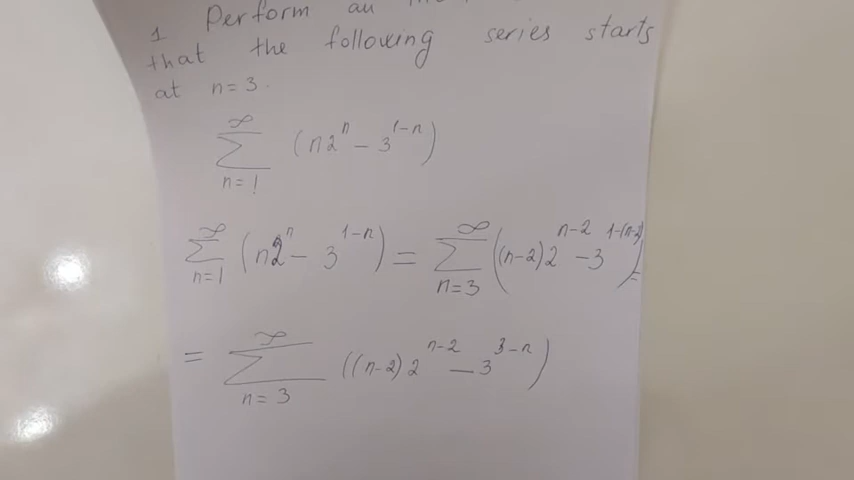 1 Perform an
that the following series starts
at n=3.
∞
∑ (n2^n - 3^{1-n})
n=1
∞ ∞
∑ (n2^n - 3^{1-n}) = ∑ ((n-2)2^{n-2} - 3^{1-(n-2)}) =
n=1 n=3
∞
= ∑ ((n-2)2^{n-2} - 3^{3-n})
n=3